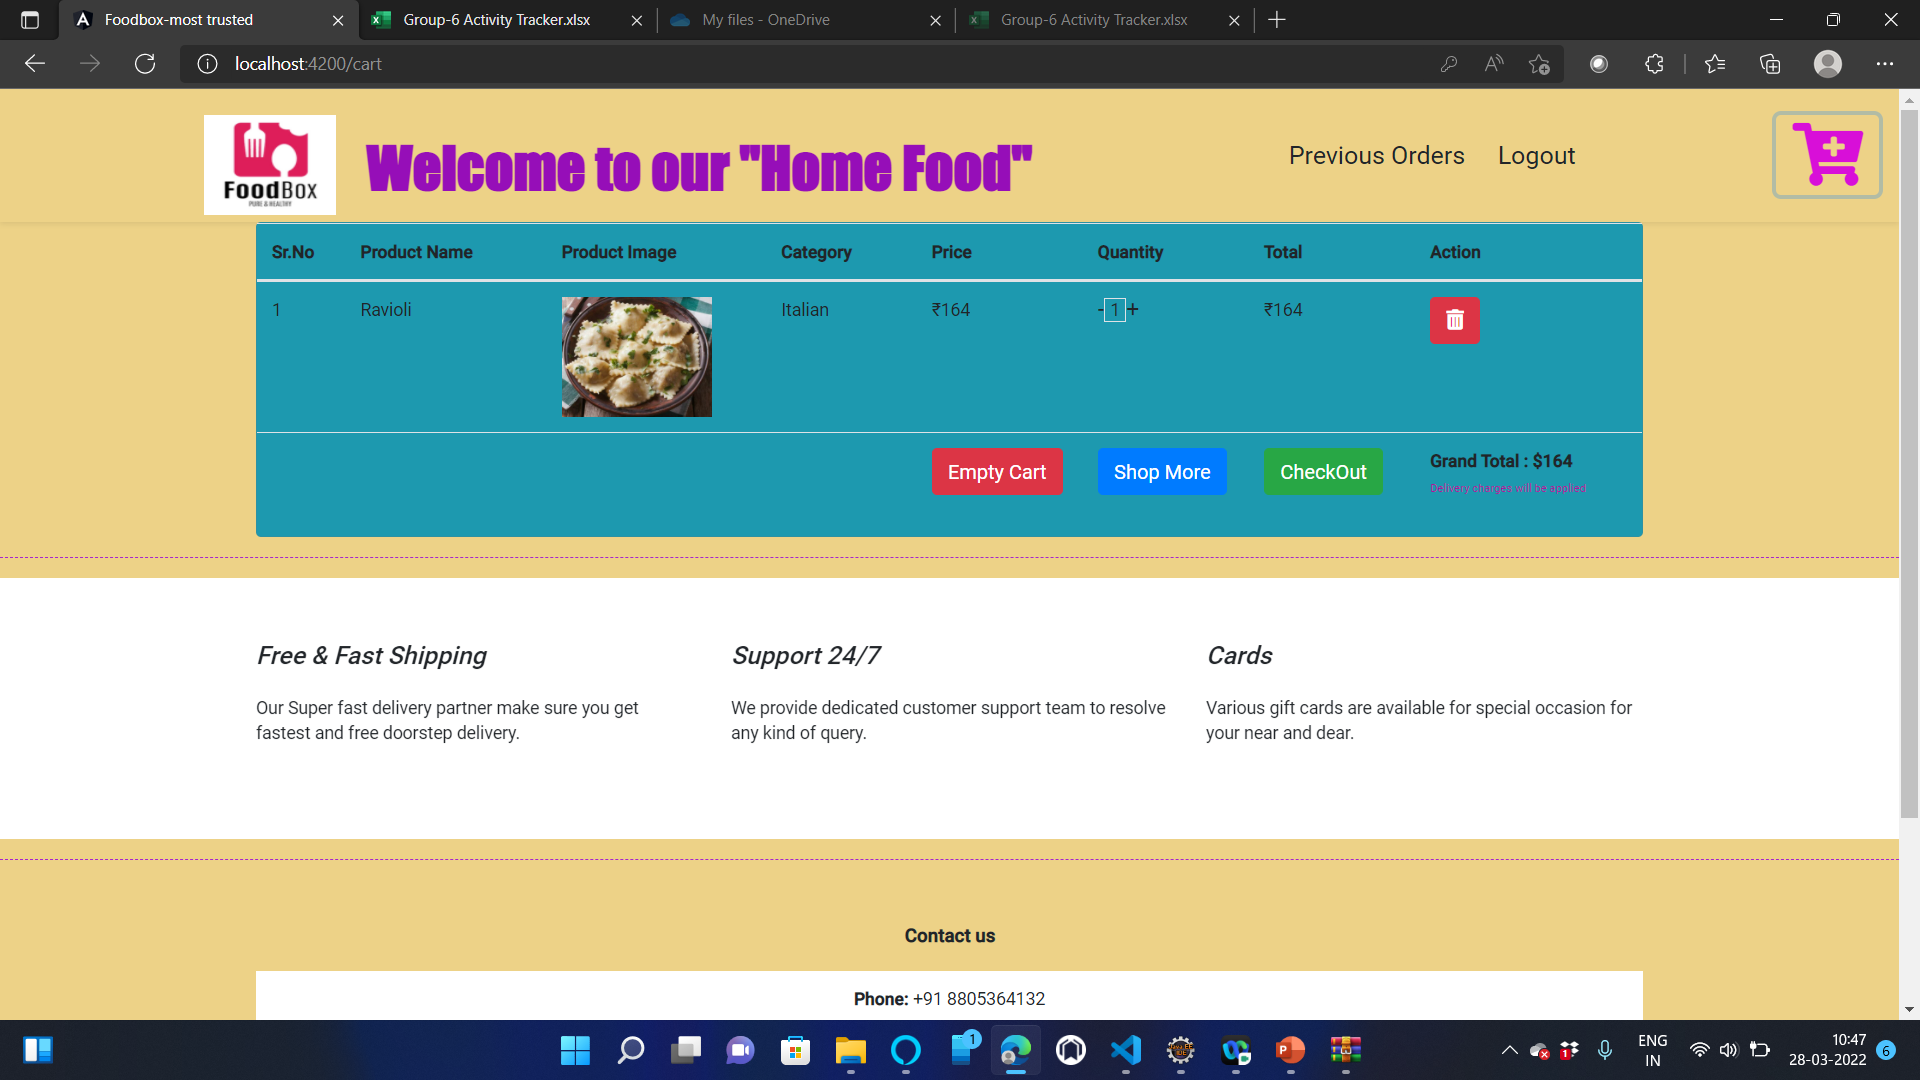 Foodbox-most trusted
Group-6 Activity Tracker.xlsx
My files - OneDrive
Group-6 Activity Tracker.xlsx
localhost:4200/cart
FOODBOX
PURE & HEALTHY
Welcome to our "Home Food"
Previous Orders Logout
Sr.No Product Name Product Image Category Price Quantity Total Action
1 Ravioli Italian ₹164 -1+ ₹164
Empty Cart Shop More CheckOut Grand Total : $164
Delivery charges will be applied
Free & Fast Shipping
Our Super fast delivery partner make sure you get
fastest and free doorstep delivery.
Support 24/7
We provide dedicated customer support team to resolve
any kind of query.
Cards
Various gift cards are available for special occasion for
your near and dear.
Contact us
Phone: +91 8805364132
1
1
ENG
IN
10:47
28-03-2022
6